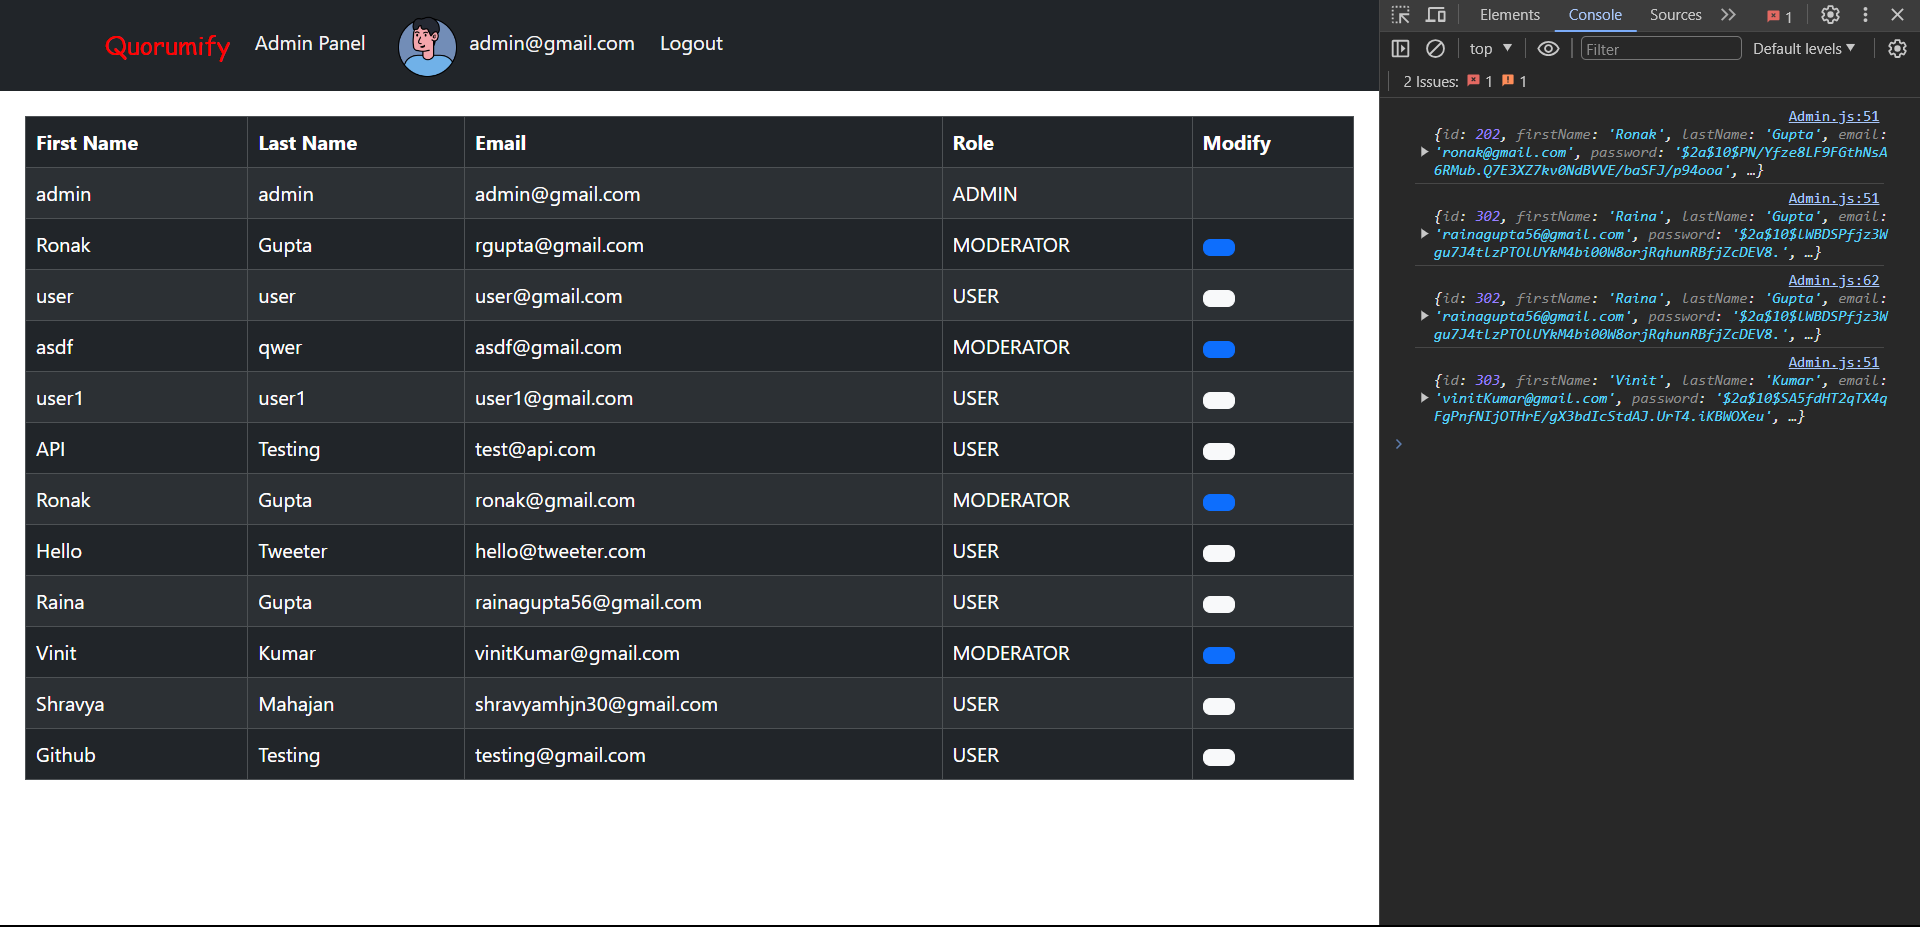 Quorumify Admin Panel admin@gmail.com Logout
First Name Last Name Email Role Modify
admin admin admin@gmail.com ADMIN
Ronak Gupta rgupta@gmail.com MODERATOR
user user user@gmail.com USER
asdf qwer asdf@gmail.com MODERATOR
user1 user1 user1@gmail.com USER
API Testing test@api.com USER
Ronak Gupta ronak@gmail.com MODERATOR
Hello Tweeter hello@tweeter.com USER
Raina Gupta rainagupta56@gmail.com USER
Vinit Kumar vinitKumar@gmail.com MODERATOR
Shravya Mahajan shravyamhjn30@gmail.com USER
Github Testing testing@gmail.com USER
Elements Console Sources 1
top Filter Default levels
2 Issues: 1 1
Admin.js:51
{id: 202, firstName: 'Ronak', lastName: 'Gupta', email:
'ronak@gmail.com', password: '$2a$10$PN/Yfze8LF9FGthNsA
6RMub.Q7E3XZ7kv0NdBVVE/baSFJ/p94ooa', …}
Admin.js:51
{id: 302, firstName: 'Raina', lastName: 'Gupta', email:
'rainagupta56@gmail.com', password: '$2a$10$lWBDSPfjz3W
gu7J4tlzPTOlUYkM4bi00W8orjRqhunRBfjZcDEV8.', …}
Admin.js:62
{id: 302, firstName: 'Raina', lastName: 'Gupta', email:
'rainagupta56@gmail.com', password: '$2a$10$lWBDSPfjz3W
gu7J4tlzPTOlUYkM4bi00W8orjRqhunRBfjZcDEV8.', …}
Admin.js:51
{id: 303, firstName: 'Vinit', lastName: 'Kumar', email:
'vinitKumar@gmail.com', password: '$2a$10$SA5fdHT2qTX4q
FgPnfNIjOTHrE/gX3bdIcStdAJ.UrT4.iKBWOXeu', …}